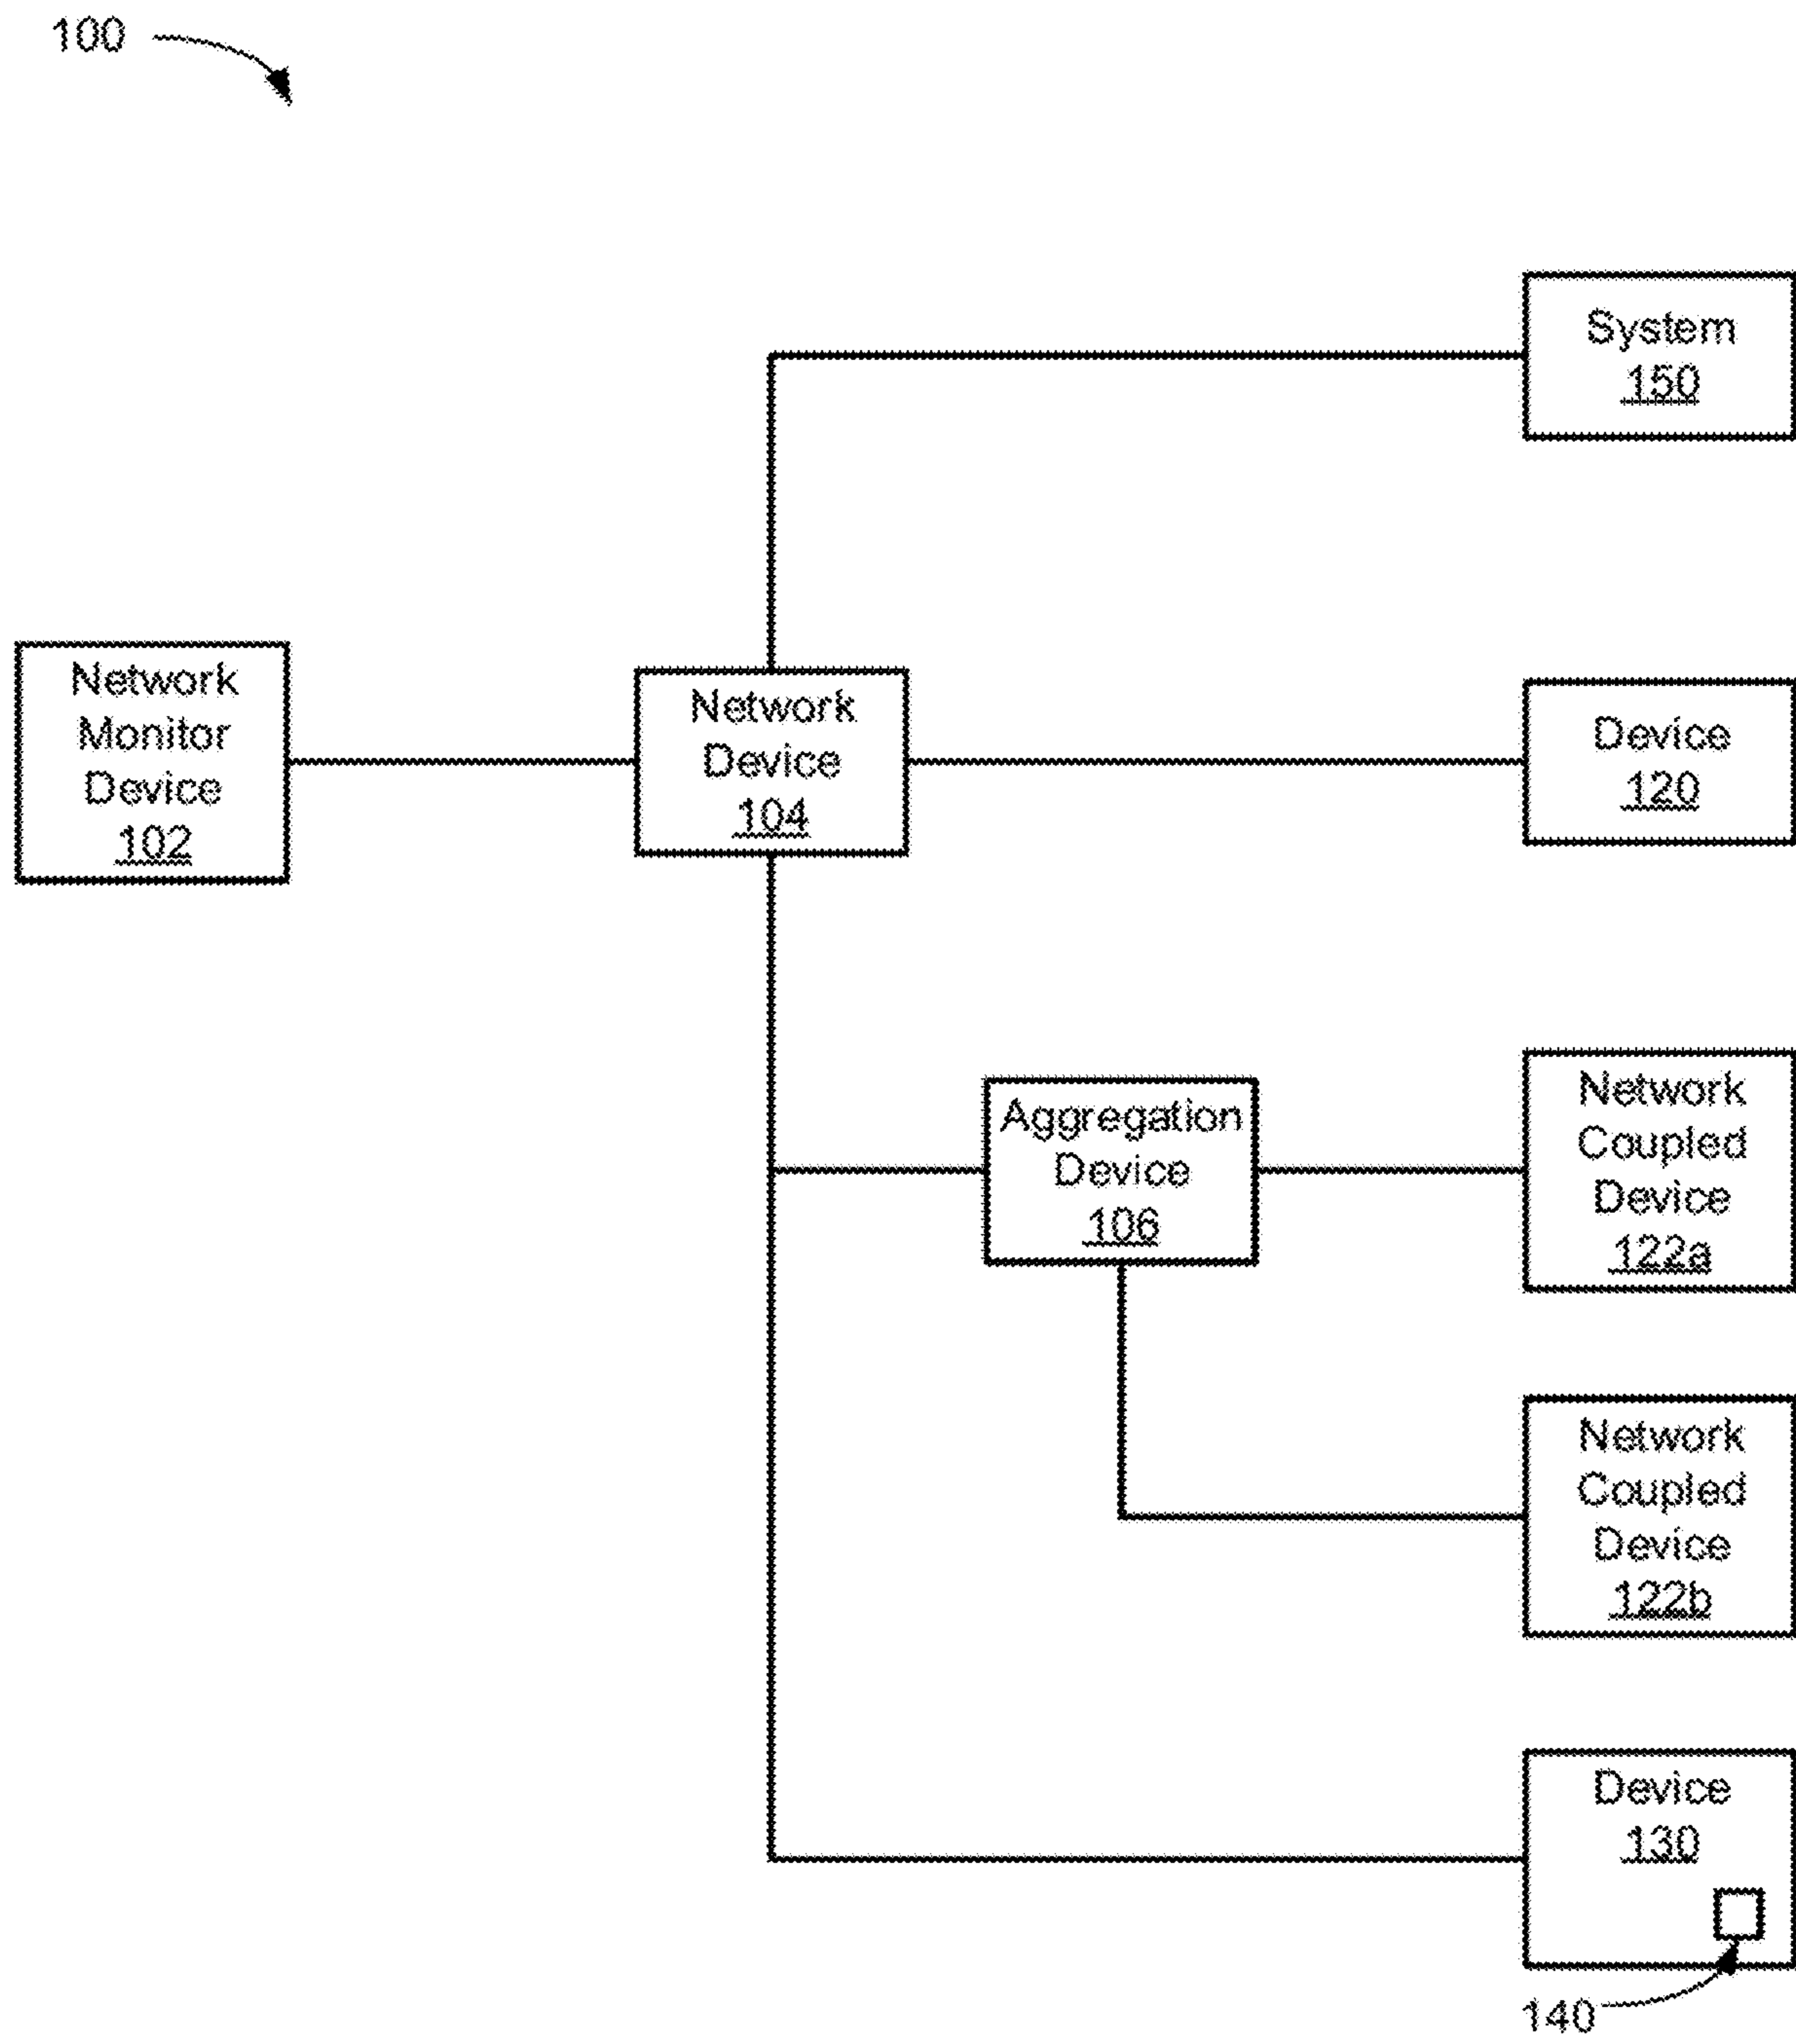 100
System
150
Network
Monitor
Device
102
Network
Device
104
Device
120
Aggregation
Device
106
Network
Coupled
Device
122a
Network
Coupled
Device
122b
Device
130
140